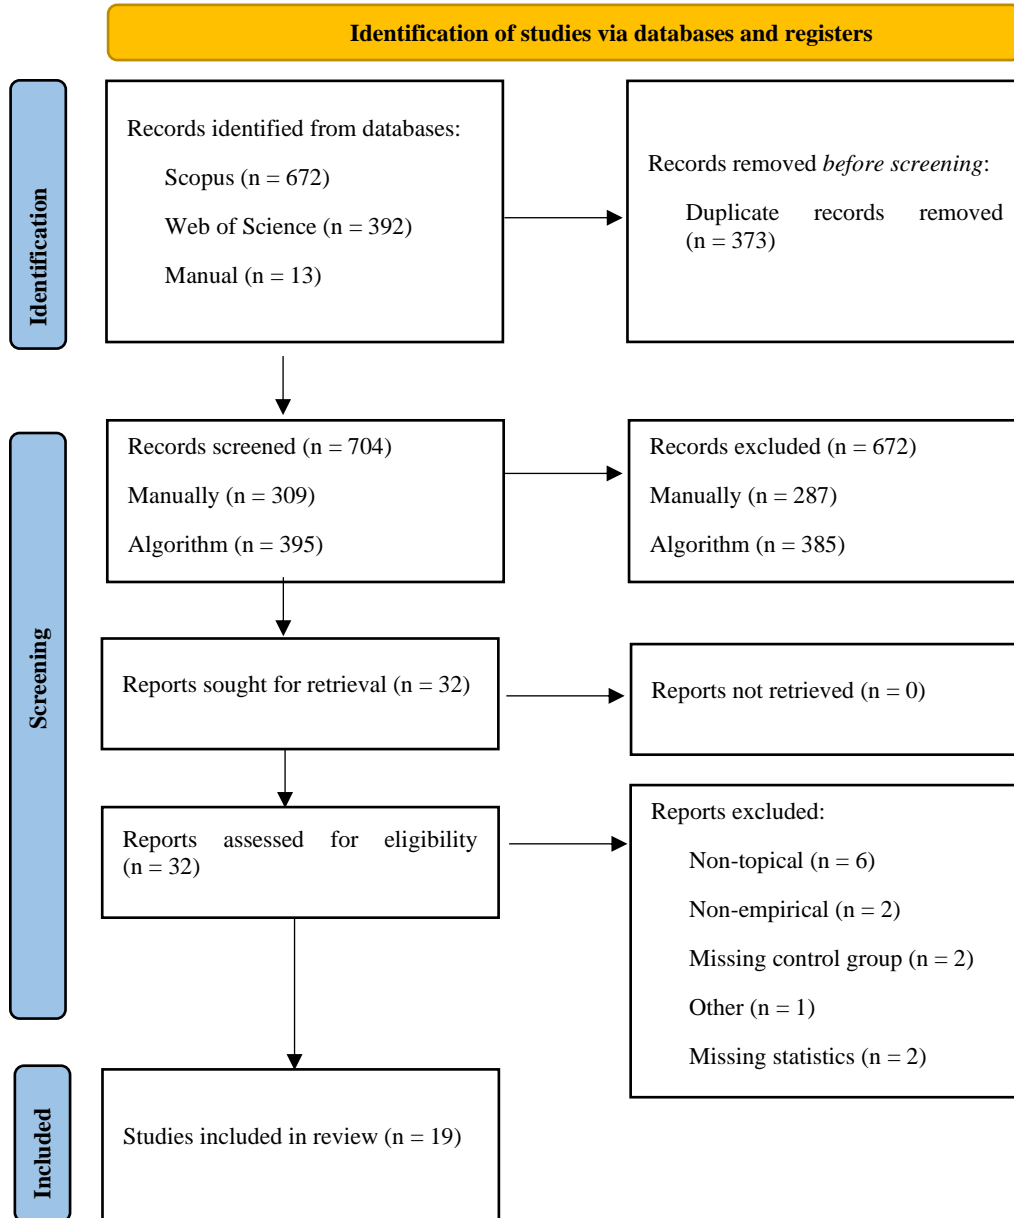 Identification of studies via databases and registers
Identification
Records identified from databases:
Scopus (n = 672)
Web of Science (n = 392)
Manual (n = 13)
Records removed before screening:
Duplicate records removed
(n = 373)
Screening
Records screened (n = 704)
Manually (n = 309)
Algorithm (n = 395)
Records excluded (n = 672)
Manually (n = 287)
Algorithm (n = 385)
Reports sought for retrieval (n = 32)
Reports not retrieved (n = 0)
Reports assessed for eligibility
(n = 32)
Reports excluded:
Non-topical (n = 6)
Non-empirical (n = 2)
Missing control group (n = 2)
Other (n = 1)
Missing statistics (n = 2)
Included
Studies included in review (n = 19)